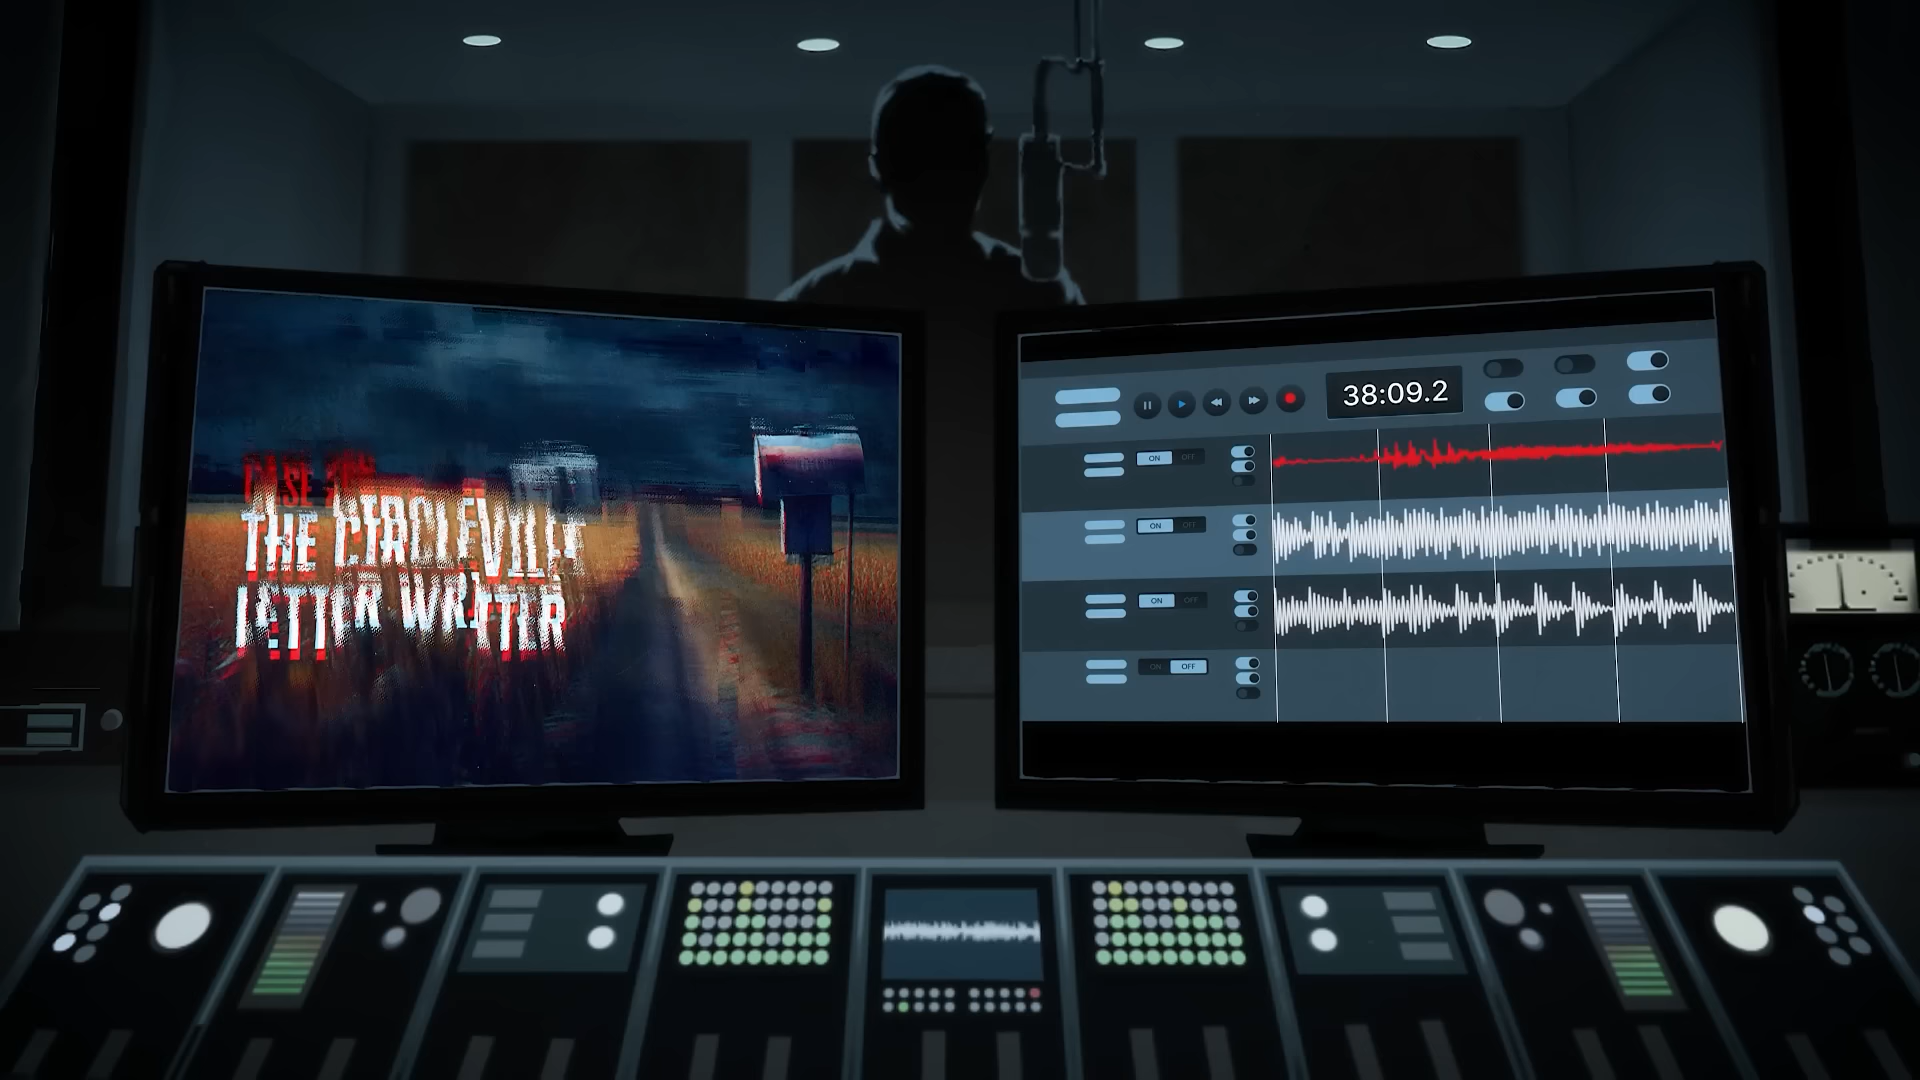 THE CIRCLEVILLE
LETTER WRITER
38:09.2
ON OFF
ON OFF
ON OFF
ON OFF